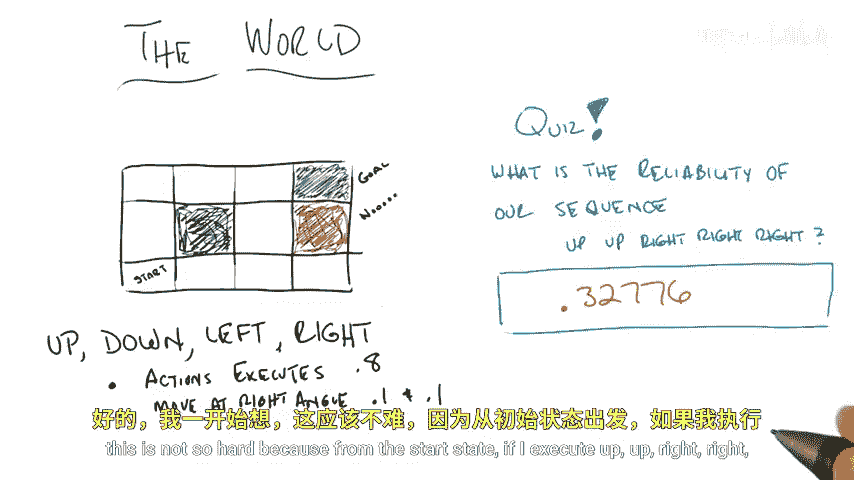 THE WORLD
GOAL
NOOOO.....
START
UP, DOWN, LEFT, RIGHT
• ACTIONS EXECUTES .8
MOVE AT RIGHT ANGLE .1 & .1
QUIZ!
WHAT IS THE RELIABILITY OF
OUR SEQUENCE
UP UP RIGHT RIGHT RIGHT?
.32776
好的，我一开始想，这应该不难，因为从初始状态出发，如果我执行
this is not so hard because from the start state, if I execute up, up, right, right,